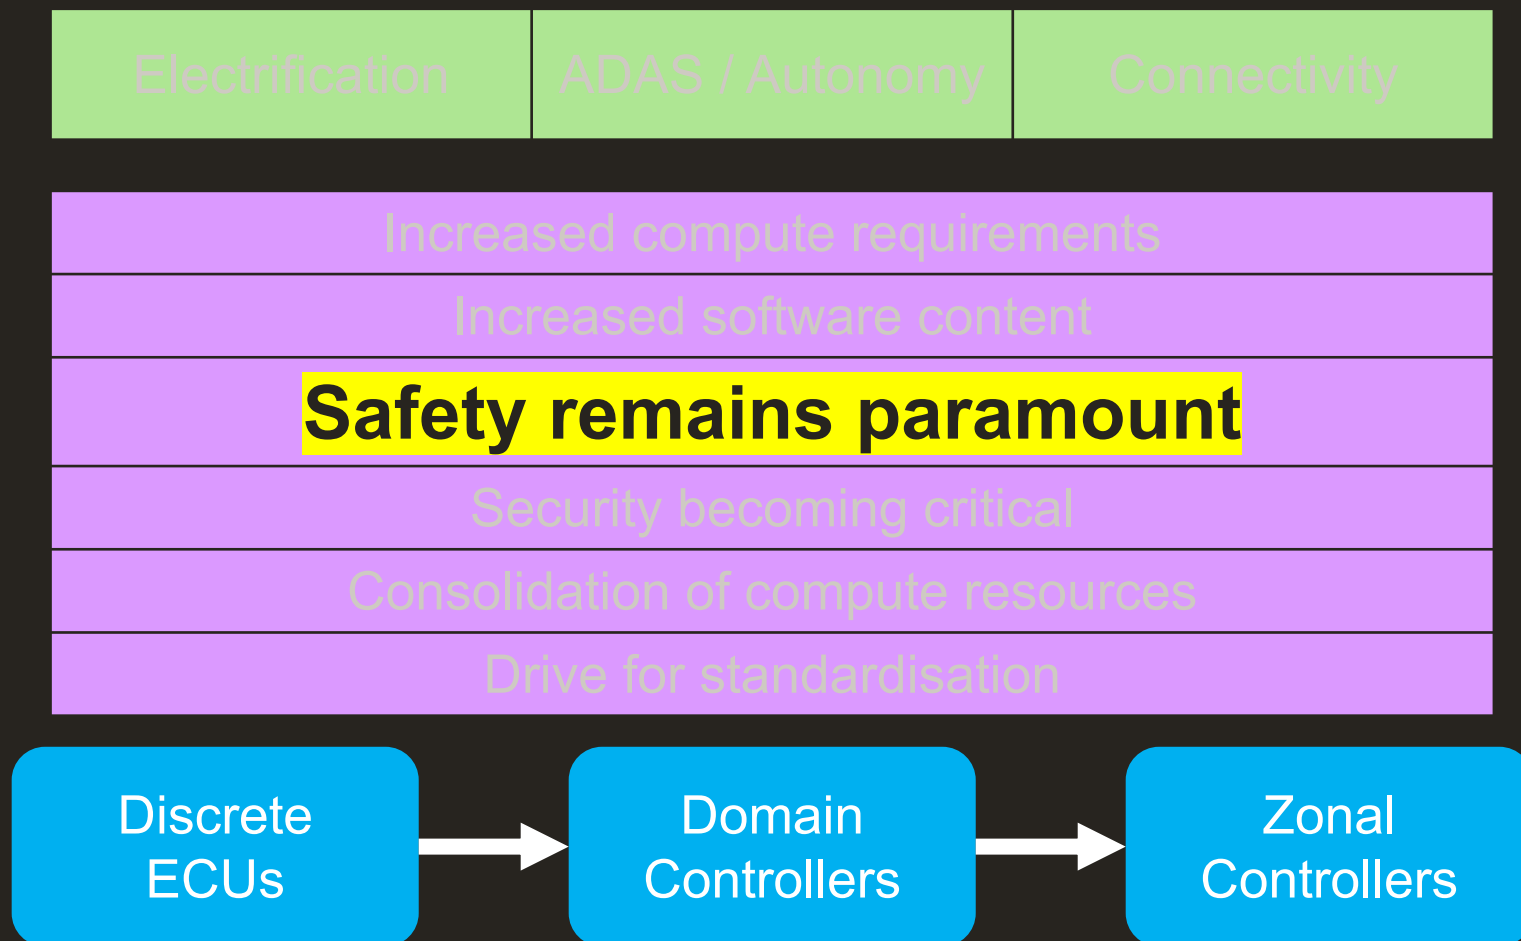 Electrification
ADAS / Autonomy
Connectivity
Increased compute requirements
Increased software content
Safety remains paramount
Security becoming critical
Consolidation of compute resources
Drive for standardisation
Discrete
ECUs
Domain
Controllers
Zonal
Controllers